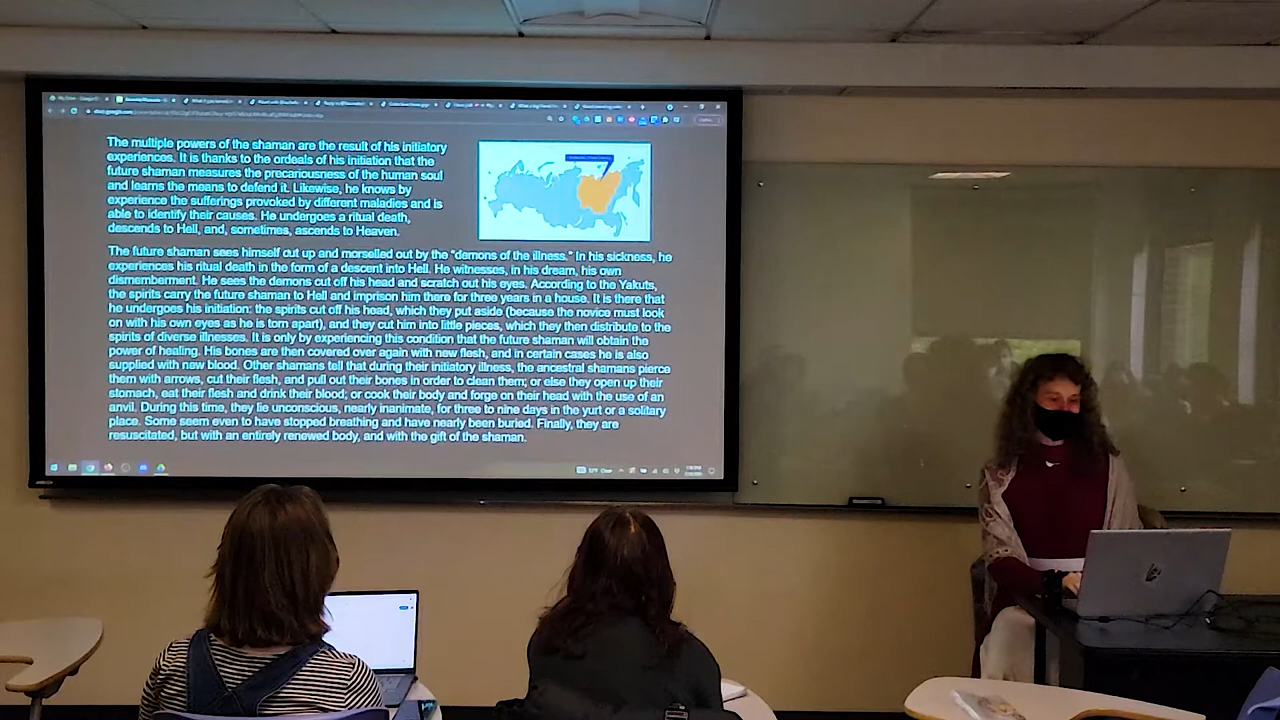 The multiple powers of the shaman are the result of his initiatory
experiences. It is thanks to the ordeals of his initiation that the
future shaman measures the precariousness of the human soul
and learns the means to defend it. Likewise, he knows by
experience the sufferings provoked by different maladies and is
able to identify their causes. He undergoes a ritual death,
descends to Hell, and, sometimes, ascends to Heaven.
The future shaman sees himself cut up and morselled out by the "demons of the illness." In his sickness, he
experiences his ritual death in the form of a descent into Hell. He witnesses, in his dream, his own
dismemberment. He sees the demons cut off his head and scratch out his eyes. According to the Yakuts,
the spirits carry the future shaman to Hell and imprison him there for three years in a house. It is there that
he undergoes his initiation: the spirits cut off his head, which they put aside (because the novice must look
on with his own eyes as he is torn apart), and they cut him into little pieces, which they then distribute to the
spirits of diverse illnesses. It is only by experiencing this condition that the future shaman will obtain the
power of healing. His bones are then covered over again with new flesh, and in certain cases he is also
supplied with new blood. Other shamans tell that during their initiatory illness, the ancestral shamans pierce
them with arrows, cut their flesh, and pull out their bones in order to clean them; or else they open up their
stomach, eat their flesh and drink their blood; or cook their body and forge on their head with the use of an
anvil. During this time, they lie unconscious, nearly inanimate, for three to nine days in the yurt or a solitary
place. Some seem even to have stopped breathing and have nearly been buried. Finally, they are
resuscitated, but with an entirely renewed body, and with the gift of the shaman.